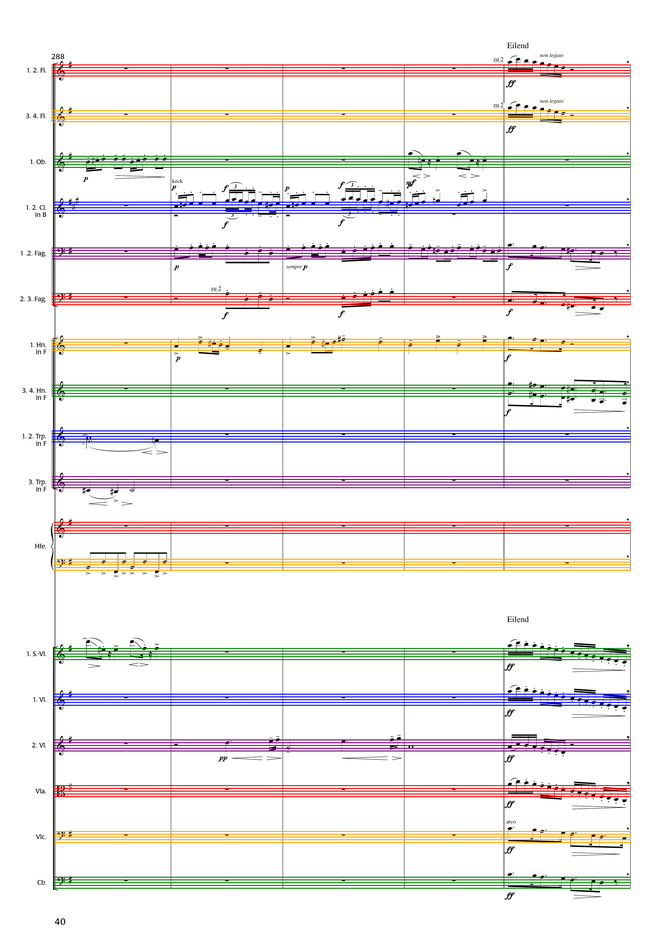 Eilend
288
1. 2. Fl.
zu 2
non legato
ff
3. 4. Fl.
zu 2
non legato
ff
1. Ob.
p
keck
p
f
p
f
1. 2. Cl.
in B
3
3
3
3
f
f
1 .2. Fag.
p
sempre p
f
2. 3. Fag.
zu 2
f
f
f
1. Hn.
in F
p
f
3. 4. Hn.
in F
f
1. 2. Trp.
in F
3. Trp.
in F
Hfe.
Eilend
1. S.-Vl.
ff
1. Vl.
ff
2. Vl.
pp
ff
Vla.
ff
Vlc.
arco
ff
Cb.
ff
40